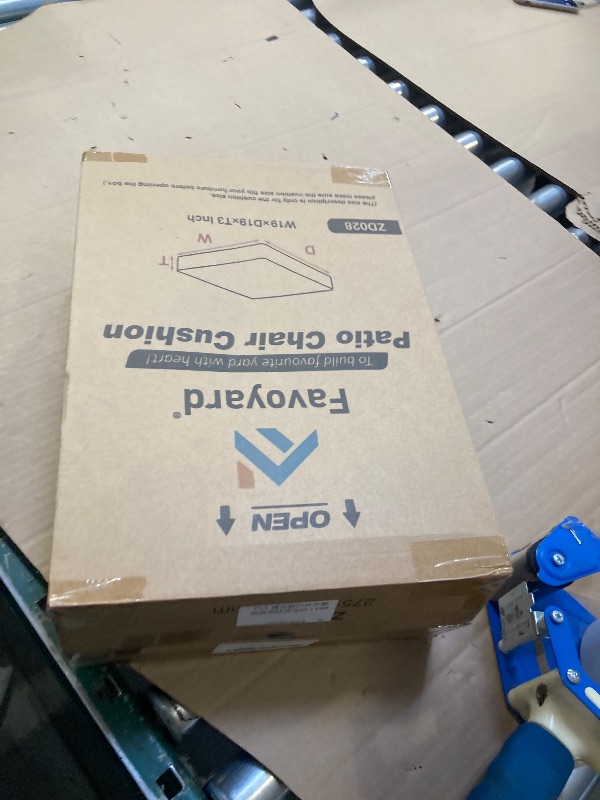 OPEN
Favoyard®
To build favourite yard with heart!
Patio Chair Cushion
T
W
D
ZD028
W19×D19×T3 Inch
(The size description is only for the cushion size,
please make sure the cushion size fits your furniture before opening the box.)